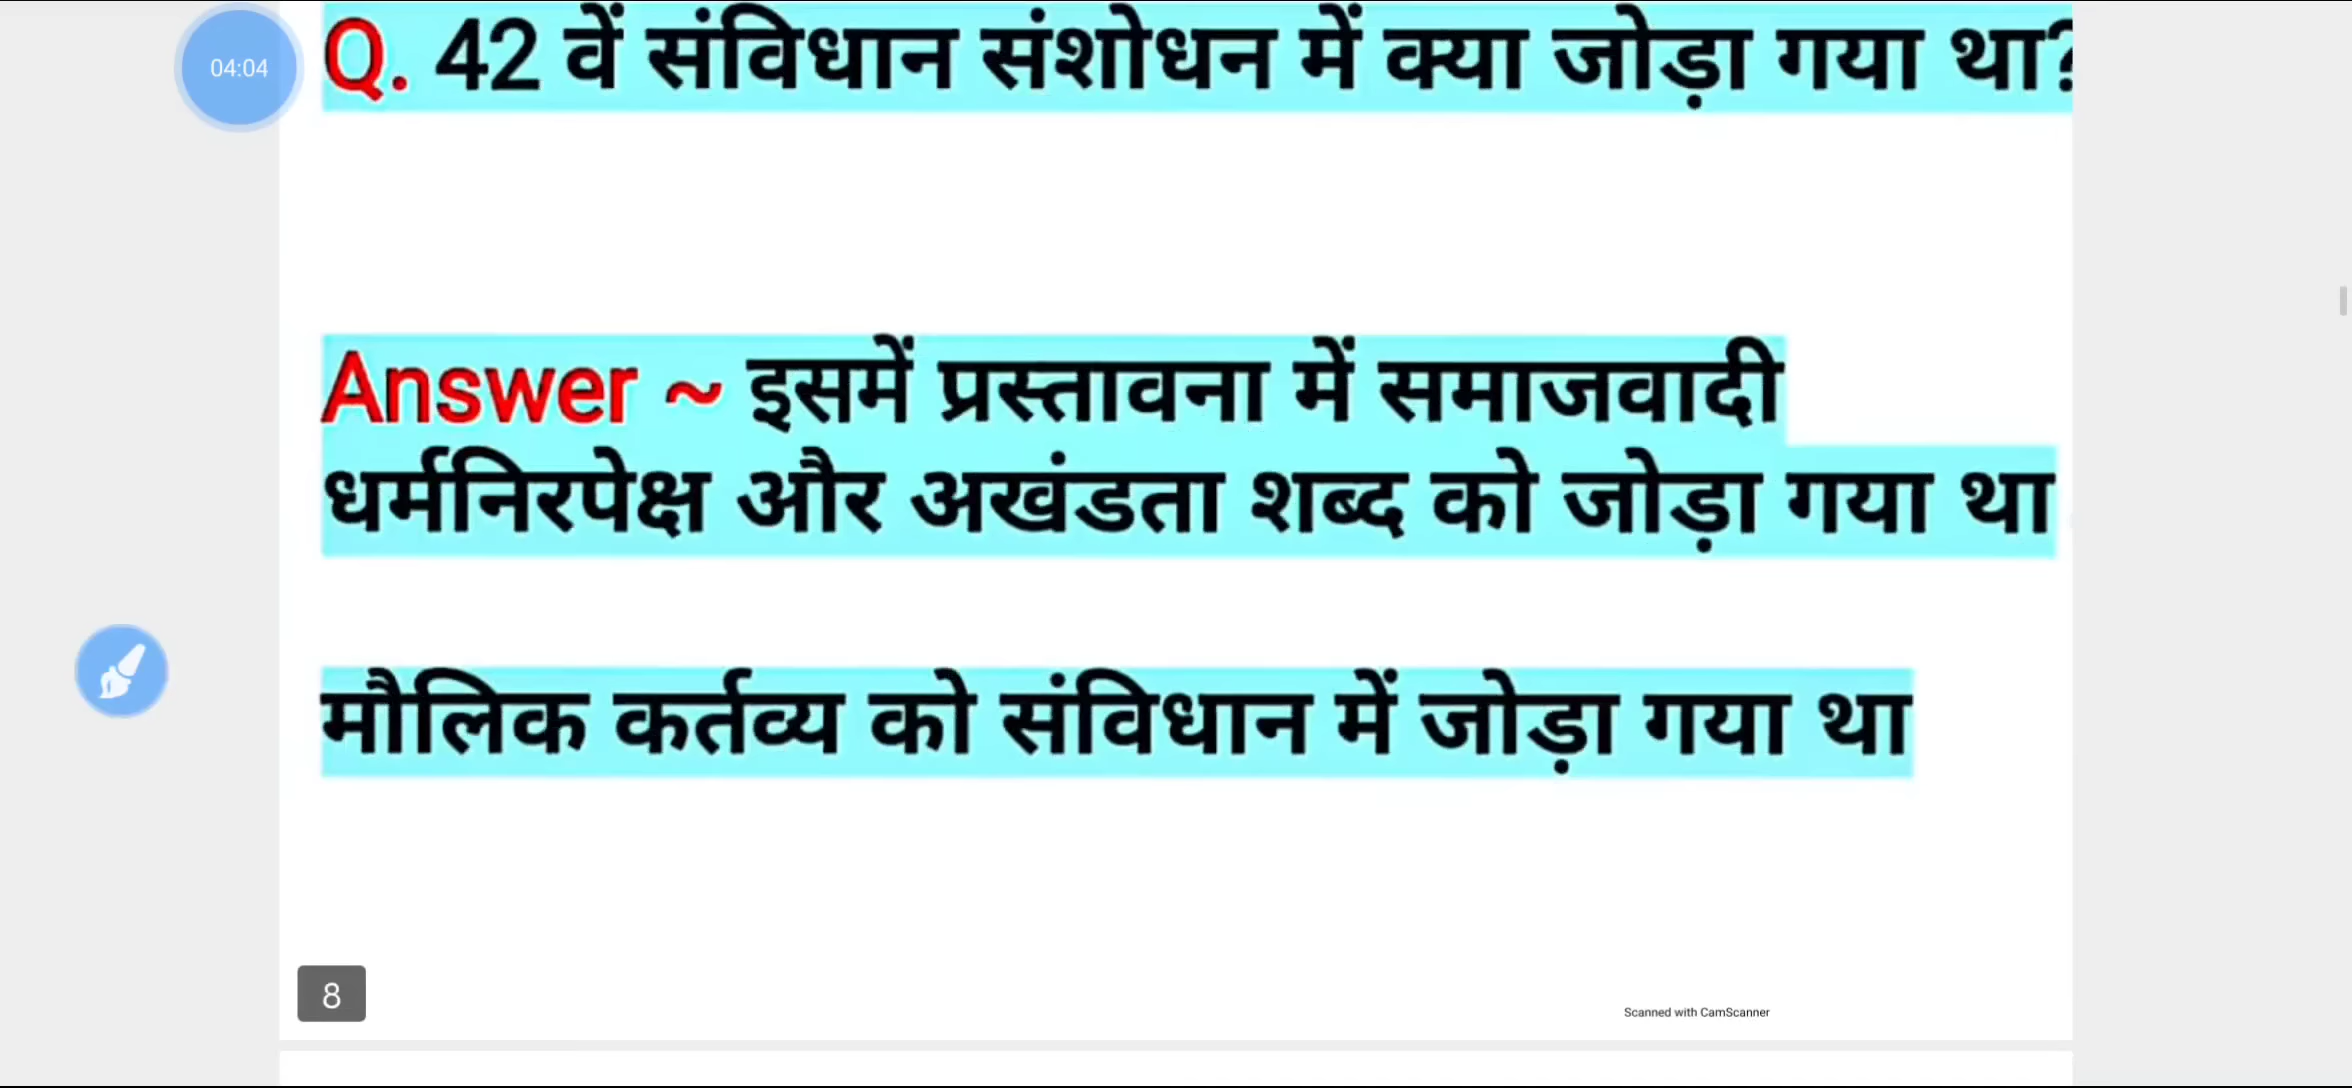 04:04
Q. 42 वें संविधान संशोधन में क्या जोड़ा गया था?
Answer ~ इसमें प्रस्तावना में समाजवादी
धर्मनिरपेक्ष और अखंडता शब्द को जोड़ा गया था
मौलिक कर्तव्य को संविधान में जोड़ा गया था
8
Scanned with CamScanner